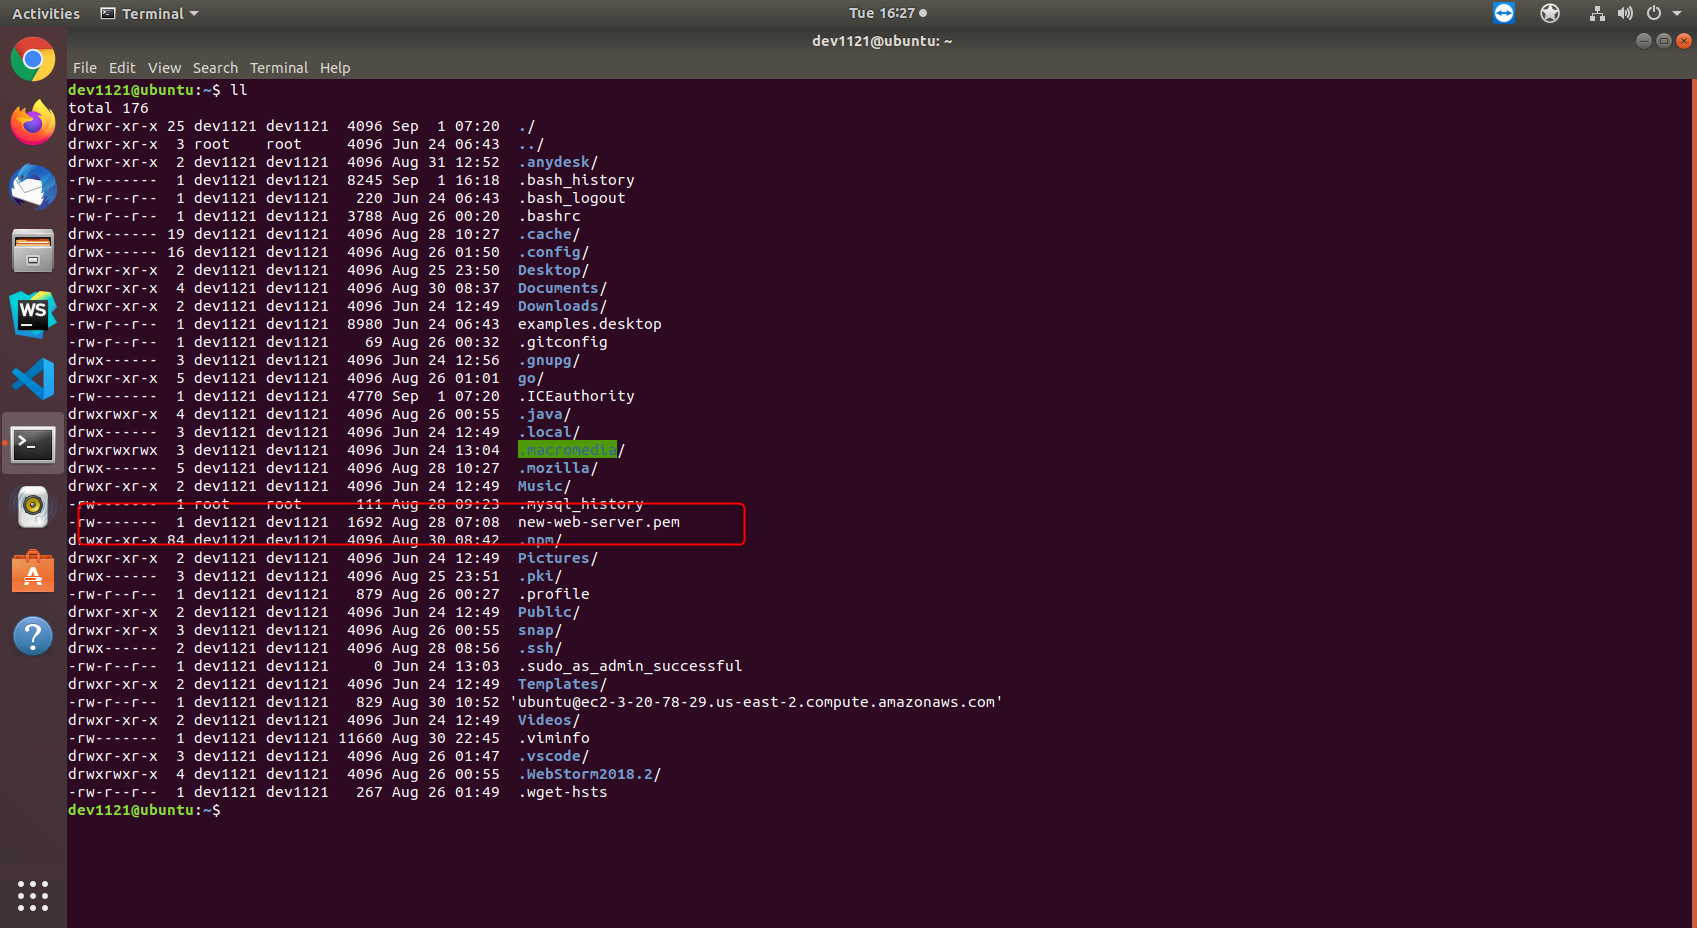 Activities Terminal Tue 16:27
dev1121@ubuntu: ~
File Edit View Search Terminal Help
dev1121@ubuntu:~$ ll
total 176
drwxr-xr-x 25 dev1121 dev1121  4096 Sep  1 07:20  ./
drwxr-xr-x  3 root    root     4096 Jun 24 06:43  ../
drwxr-xr-x  2 dev1121 dev1121  4096 Aug 31 12:52  .anydesk/
-rw-------  1 dev1121 dev1121  8245 Sep  1 16:18  .bash_history
-rw-r--r--  1 dev1121 dev1121   220 Jun 24 06:43  .bash_logout
-rw-r--r--  1 dev1121 dev1121  3788 Aug 26 00:20  .bashrc
drwx------ 19 dev1121 dev1121  4096 Aug 28 10:27  .cache/
drwx------ 16 dev1121 dev1121  4096 Aug 26 01:50  .config/
drwxr-xr-x  2 dev1121 dev1121  4096 Aug 25 23:50  Desktop/
drwxr-xr-x  4 dev1121 dev1121  4096 Aug 30 08:37  Documents/
drwxr-xr-x  2 dev1121 dev1121  4096 Jun 24 12:49  Downloads/
-rw-r--r--  1 dev1121 dev1121  8980 Jun 24 06:43  examples.desktop
-rw-r--r--  1 dev1121 dev1121    69 Aug 26 00:32  .gitconfig
drwx------  3 dev1121 dev1121  4096 Jun 24 12:56  .gnupg/
drwxr-xr-x  5 dev1121 dev1121  4096 Aug 26 01:01  go/
-rw-------  1 dev1121 dev1121  4770 Sep  1 07:20  .ICEauthority
drwxrwxr-x  4 dev1121 dev1121  4096 Aug 26 00:55  .java/
drwx------  3 dev1121 dev1121  4096 Jun 24 12:49  .local/
drwxrwxrwx  3 dev1121 dev1121  4096 Jun 24 13:04  .macromedia/
drwx------  5 dev1121 dev1121  4096 Aug 28 10:27  .mozilla/
drwxr-xr-x  2 dev1121 dev1121  4096 Jun 24 12:49  Music/
-rw-------  1 root    root      111 Aug 28 09:23  .mysql_history
-rw-------  1 dev1121 dev1121  1692 Aug 28 07:08  new-web-server.pem
drwxr-xr-x 84 dev1121 dev1121  4096 Aug 30 08:42  .npm/
drwxr-xr-x  2 dev1121 dev1121  4096 Jun 24 12:49  Pictures/
drwx------  3 dev1121 dev1121  4096 Aug 25 23:51  .pki/
-rw-r--r--  1 dev1121 dev1121   879 Aug 26 00:27  .profile
drwxr-xr-x  2 dev1121 dev1121  4096 Jun 24 12:49  Public/
drwxr-xr-x  3 dev1121 dev1121  4096 Aug 26 00:55  snap/
drwx------  2 dev1121 dev1121  4096 Aug 28 08:56  .ssh/
-rw-r--r--  1 dev1121 dev1121     0 Jun 24 13:03  .sudo_as_admin_successful
drwxr-xr-x  2 dev1121 dev1121  4096 Jun 24 12:49  Templates/
-rw-r--r--  1 dev1121 dev1121   829 Aug 30 10:52 'ubuntu@ec2-3-20-78-29.us-east-2.compute.amazonaws.com'
drwxr-xr-x  2 dev1121 dev1121  4096 Jun 24 12:49  Videos/
-rw-------  1 dev1121 dev1121 11660 Aug 30 22:45  .viminfo
drwxr-xr-x  3 dev1121 dev1121  4096 Aug 26 01:47  .vscode/
drwxrwxr-x  4 dev1121 dev1121  4096 Aug 26 00:55  .WebStorm2018.2/
-rw-r--r--  1 dev1121 dev1121   267 Aug 26 01:49  .wget-hsts
dev1121@ubuntu:~$
WS